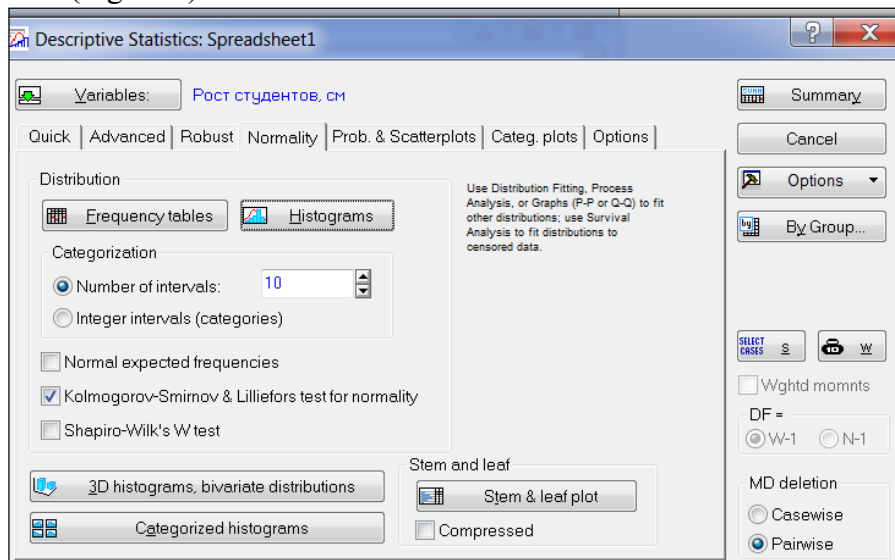 Descriptive Statistics: Spreadsheet1
Variables: Рост студентов, см
Quick Advanced Robust Normality Prob. & Scatterplots Categ. plots Options
Distribution
Frequency tables Histograms
Categorization
Number of intervals: 10
Integer intervals (categories)
Normal expected frequencies
Kolmogorov-Smirnov & Lilliefors test for normality
Shapiro-Wilk's W test
Use Distribution Fitting, Process
Analysis, or Graphs (P-P or Q-Q) to fit
other distributions; use Survival
Analysis to fit distributions to
censored data.
3D histograms, bivariate distributions
Categorized histograms
Stem and leaf
Stem & leaf plot
Compressed
Summary
Cancel
Options
By Group...
SELECT
CASES S W
Wghtd momnts
DF =
W-1 N-1
MD deletion
Casewise
Pairwise